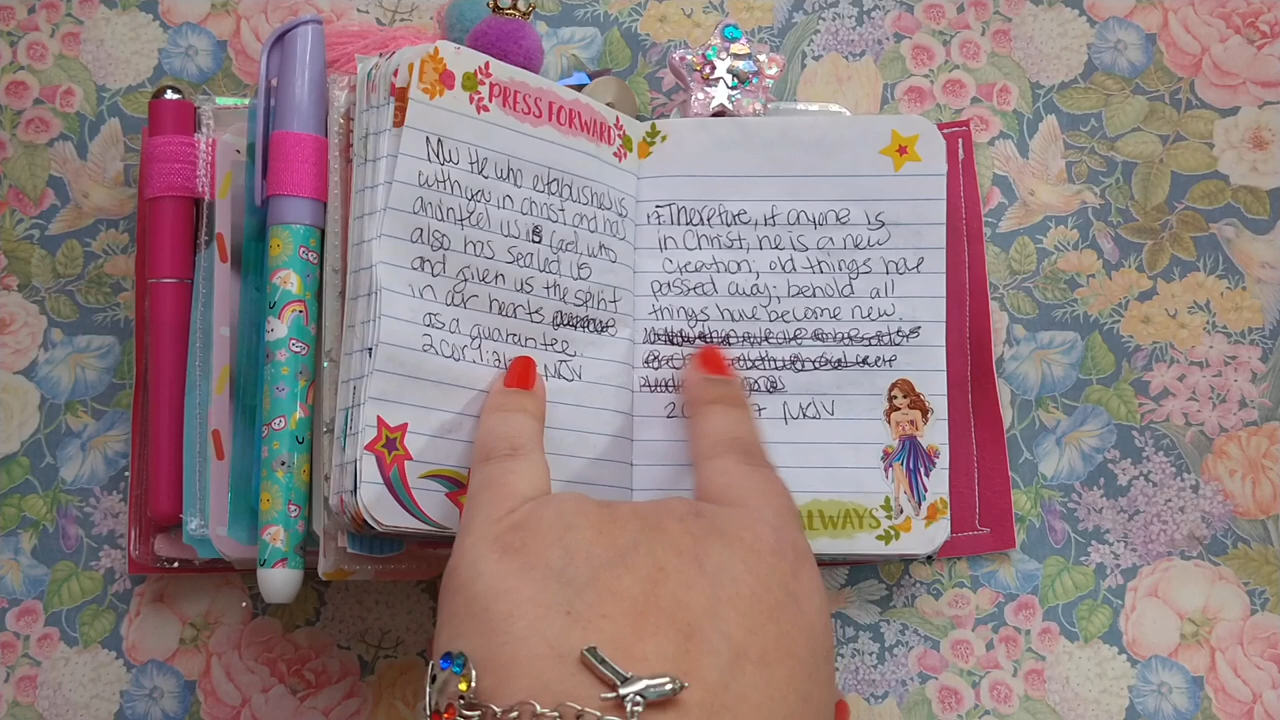 PRESS FORWARD
Now He who establishes us
with you in christ and has
anointed us is God, who
also has sealed us
and given us the spirit
in our hearts
as a guarantee.
2cor 1: NKJV
17. Therefore, if anyone is
in Christ, he is a new
creation; old things have
passed away; behold all
things have become new.
7 NKJV
ALWAYS